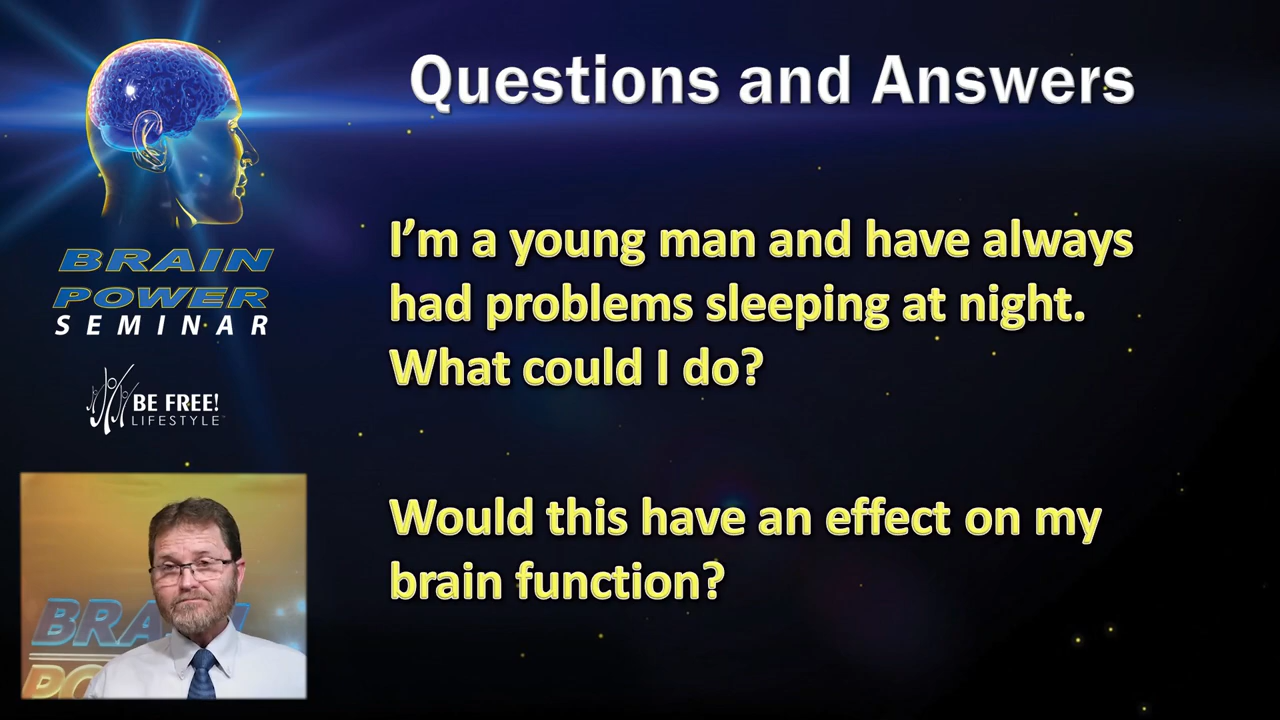 Questions and Answers
I'm a young man and have always
had problems sleeping at night.
What could I do?
Would this have an effect on my
brain function?
BRAIN
POWER
SEMINAR
BE FREE!
LIFESTYLE™